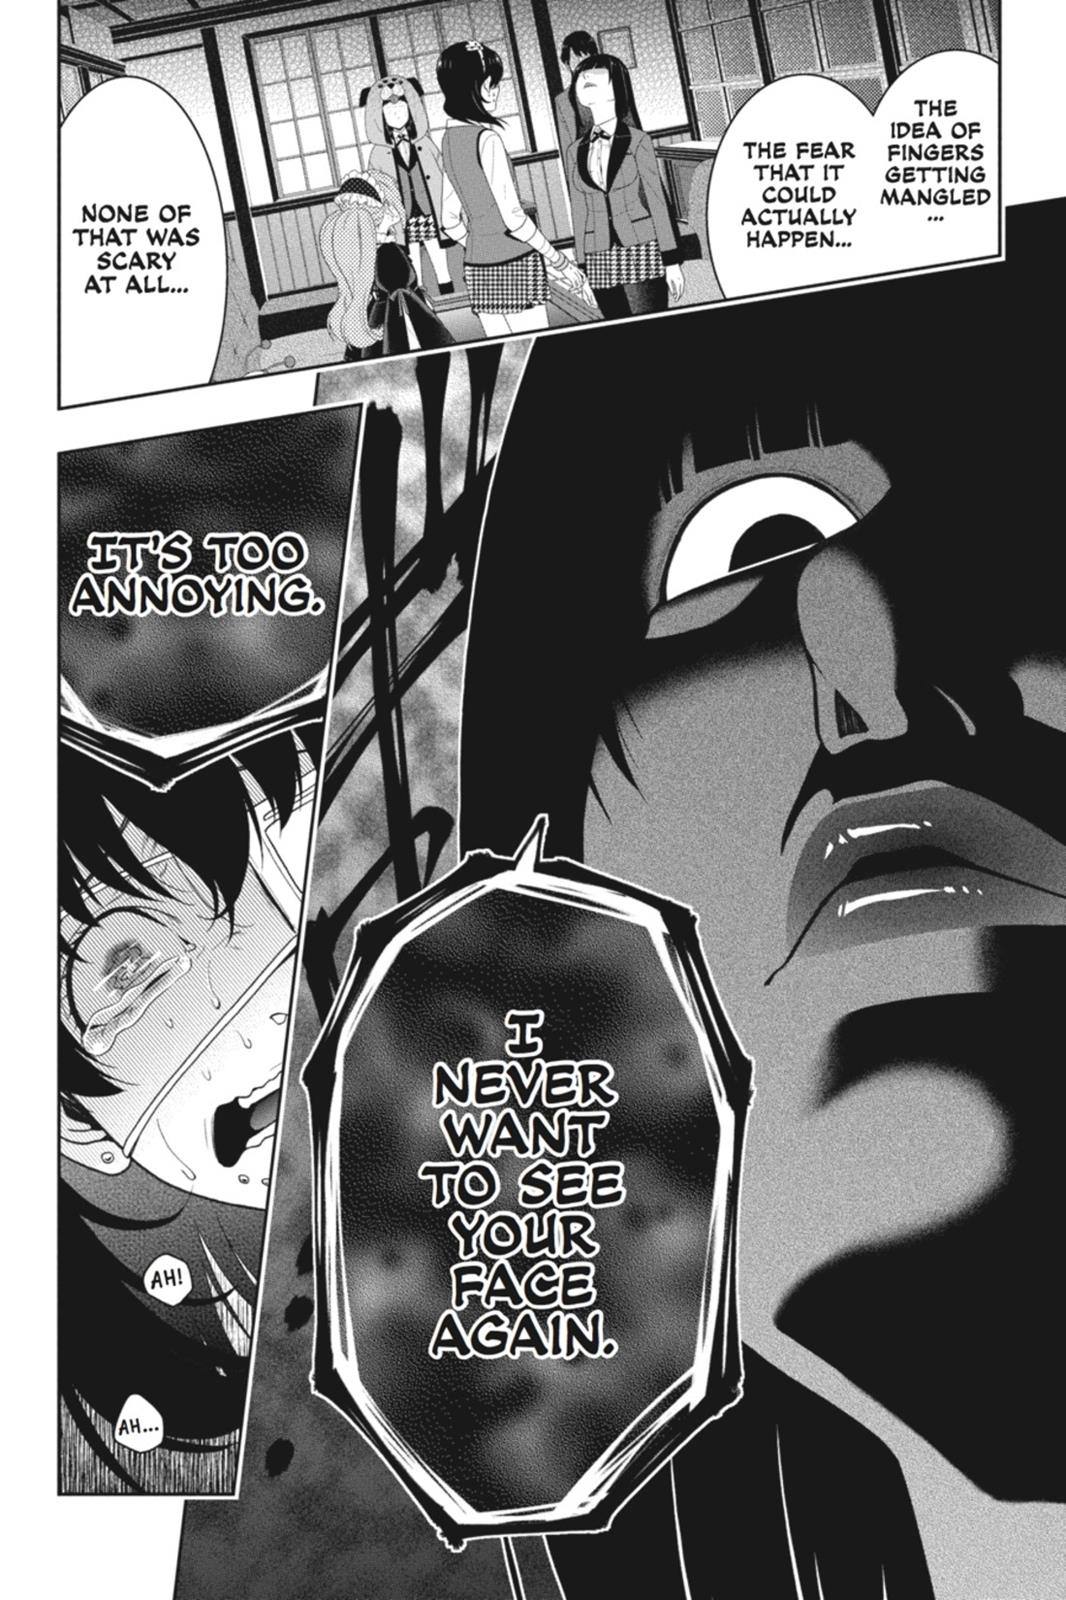 THE
IDEA OF
FINGERS
GETTING
MANGLED
...
THE FEAR
THAT IT
COULD
ACTUALLY
HAPPEN...
NONE OF
THAT WAS
SCARY
AT ALL...
I
NEVER
WANT
TO SEE
YOUR
FACE
AGAIN.
IT'S TOO
ANNOYING.
AH!
AH...